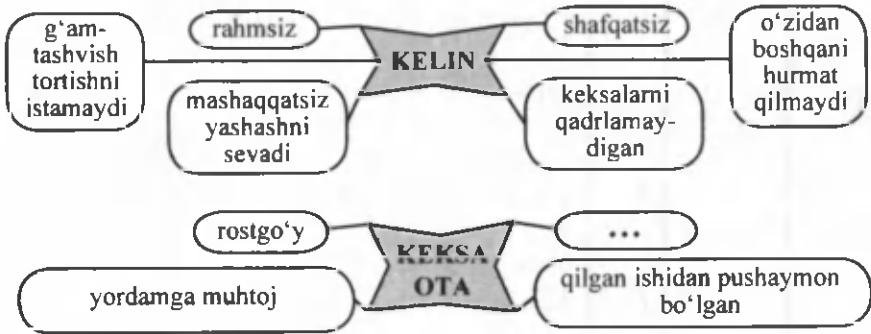 g‘am-
tashvish
tortishni
istamaydi
rahmsiz
mashaqqatsiz
yashashni
sevadi
KELIN
shafqatsiz
keksalarni
qadrlamay-
digan
o‘zidan
boshqani
hurmat
qilmaydi
rostgo‘y
yordamga muhtoj
KEKSA
OTA
...
qilgan ishidan pushaymon
bo‘lgan